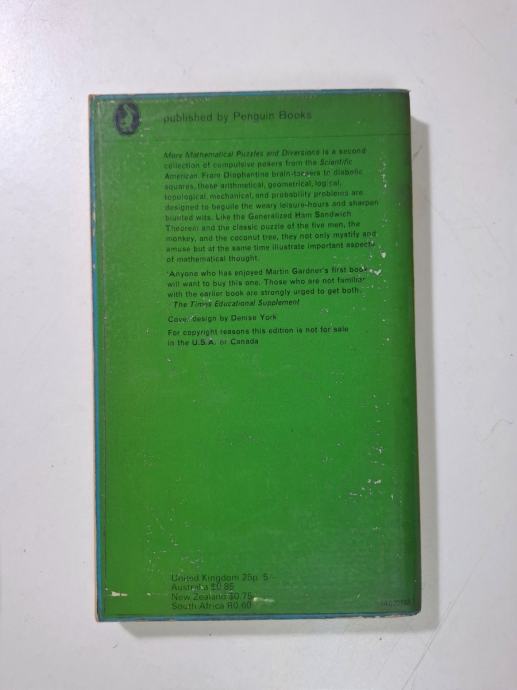 published by Penguin Books
More Mathematical Puzzles and Diversions is a second
collection of compulsive posers from the Scientific
American. From Diophantine brain-teasers to diabolic
squares, these arithmetical, geometrical, logical,
topological, mechanical, and probability problems are
designed to beguile the weary leisure-hours and sharpen
blunted wits. Like the Generalized Ham Sandwich
Theorem and the classic puzzle of the five men, the
monkey, and the coconut tree, they not only mystify and
amuse but at the same time illustrate important aspects
of mathematical thought.
'Anyone who has enjoyed Martin Gardner's first book
will want to buy this one. Those who are not familiar
with the earlier book are strongly urged to get both.'
The Times Educational Supplement
Cover design by Denise York
For copyright reasons this edition is not for sale
in the U.S.A. or Canada
United Kingdom 25p 5/-
Australia $0.85
New Zealand $0.75
South Africa R0.60